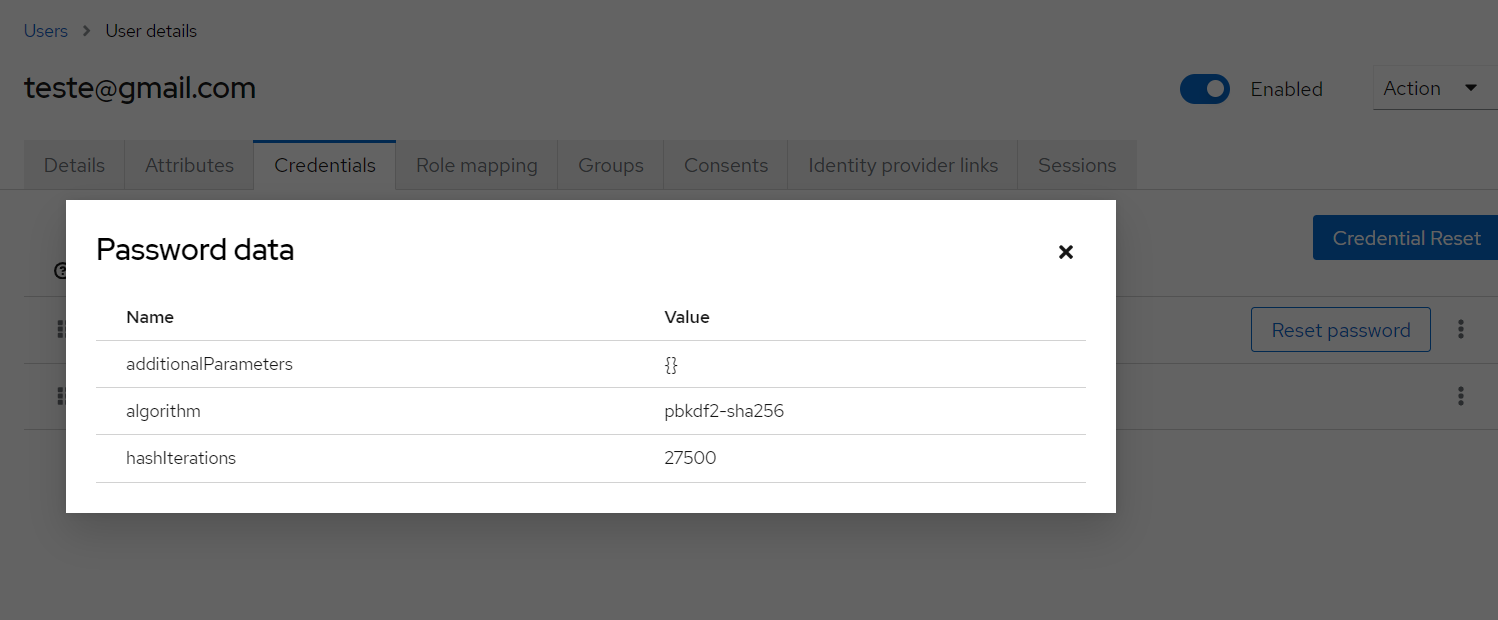 Users > User details
teste@gmail.com
Enabled
Action
Details Attributes Credentials Role mapping Groups Consents Identity provider links Sessions
Credential Reset
Password data
Name Value
additionalParameters {}
algorithm pbkdf2-sha256
hashIterations 27500
Reset password